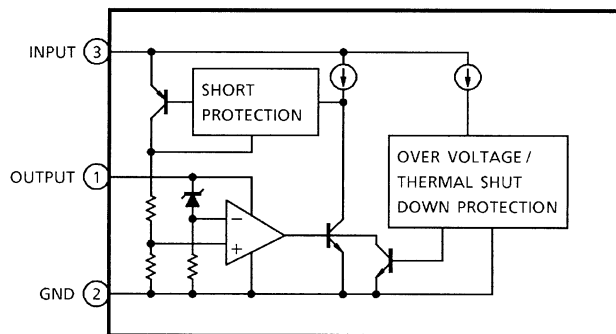 INPUT 3
SHORT
PROTECTION
OVER VOLTAGE /
THERMAL SHUT
DOWN PROTECTION
OUTPUT 1
−
+
GND 2